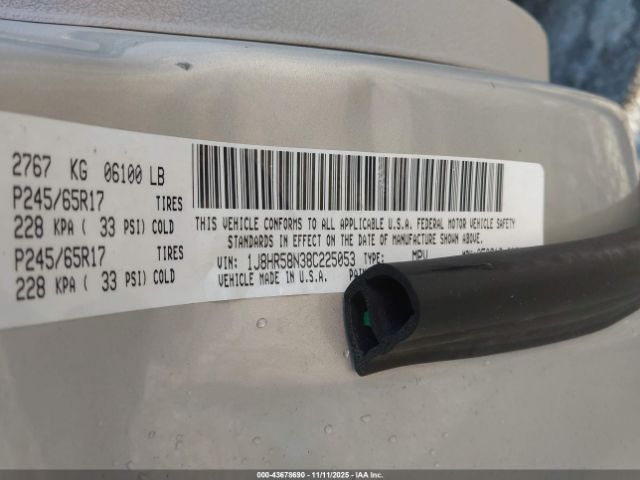 2767 KG 06100 LB
P245/65R17 TIRES
228 KPA ( 33 PSI) COLD
P245/65R17 TIRES
228 KPA ( 33 PSI) COLD
THIS VEHICLE CONFORMS TO ALL APPLICABLE U.S.A. FEDERAL MOTOR VEHICLE SAFETY
STANDARDS IN EFFECT ON THE DATE OF MANUFACTURE SHOWN ABOVE.
VIN: 1J8HR58N38C225053 TYPE: MPV
VEHICLE MADE IN U.S.A.
000-43678690 - 11/11/2025 - IAAI.CA